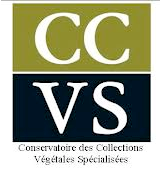 CC
VS
Conservatoire des Collections
Végétales Spécialisées